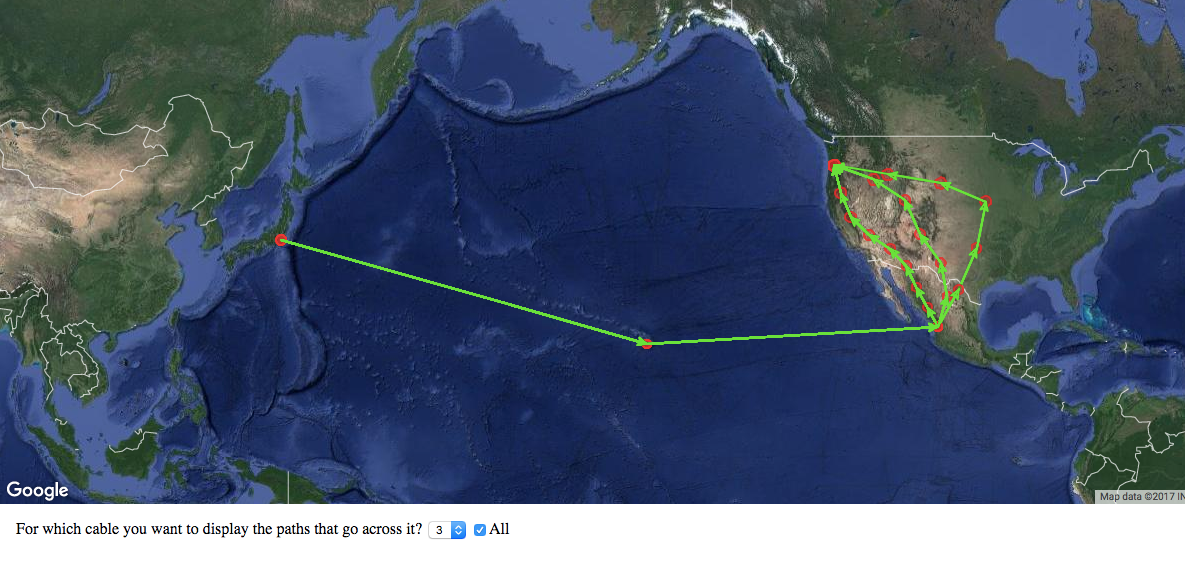 Google
Map data ©2017 IN
For which cable you want to display the paths that go across it? 3 All